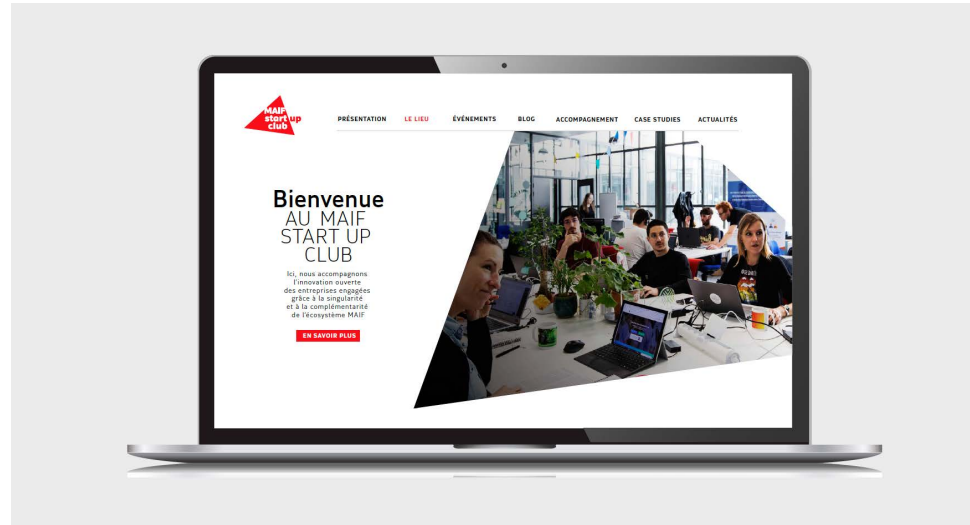 MAIF
start up
club
PRÉSENTATION LE LIEU ÉVÉNEMENTS BLOG ACCOMPAGNEMENT CASE STUDIES ACTUALITÉS
Bienvenue
AU MAIF
START UP
CLUB
Ici, nous accompagnons
l'innovation ouverte
des entreprises engagées
grâce à la singularité
et à la complémentarité
de l'écosystème MAIF
EN SAVOIR PLUS